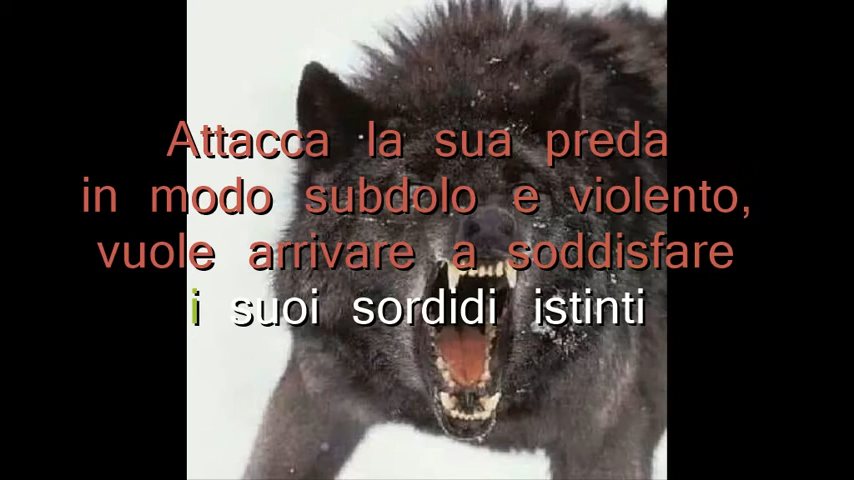 Attacca la sua preda
in modo subdolo e violento,
vuole arrivare a soddisfare
i suoi sordidi istinti